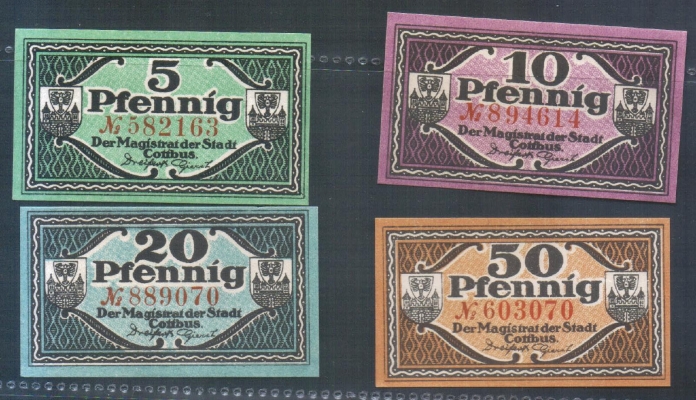 5
Pfennig
№ 582163
Der Magistrat der Stadt
Cottbus.
10
Pfennig
№ 894614
Der Magistrat der Stadt
Cottbus.
20
Pfennig
№ 889070
Der Magistrat der Stadt
Cottbus.
50
Pfennig
№ 603070
Der Magistrat der Stadt
Cottbus.